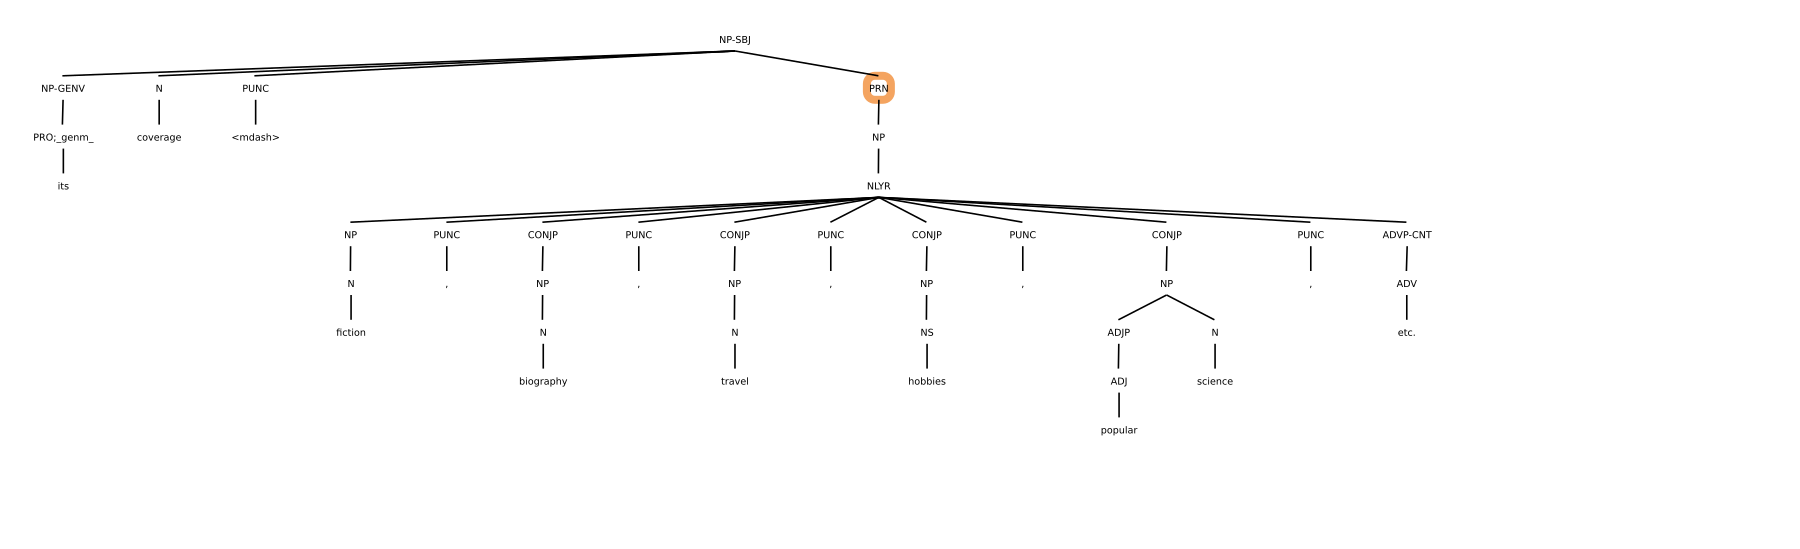 NP-SBJ
NP-GENV N PUNC PRN
PRO;_genm_ coverage <mdash> NP
its NLYR
NP PUNC CONJP PUNC CONJP PUNC CONJP PUNC CONJP PUNC ADVP-CNT
N , NP , NP , NP , NP , ADV
fiction N N NS ADJP N etc.
biography travel hobbies ADJ science
popular